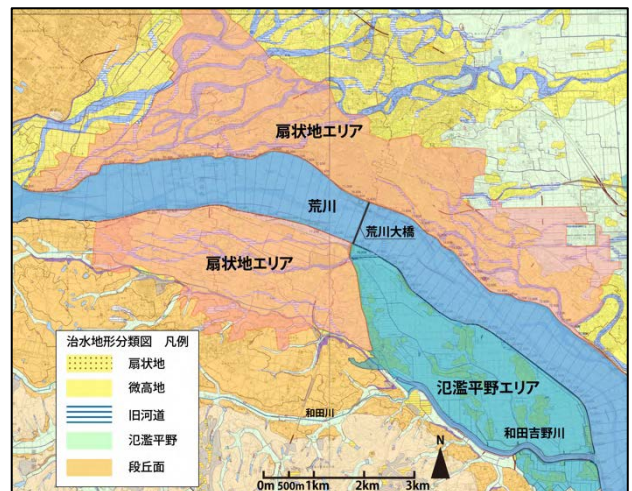 扇状地エリア
荒川
荒川大橋
扇状地エリア
氾濫平野エリア
治水地形分類図 凡例
扇状地
微高地
旧河道
氾濫平野
段丘面
和田川
和田吉野川
N
0m 500m 1km 2km 3km